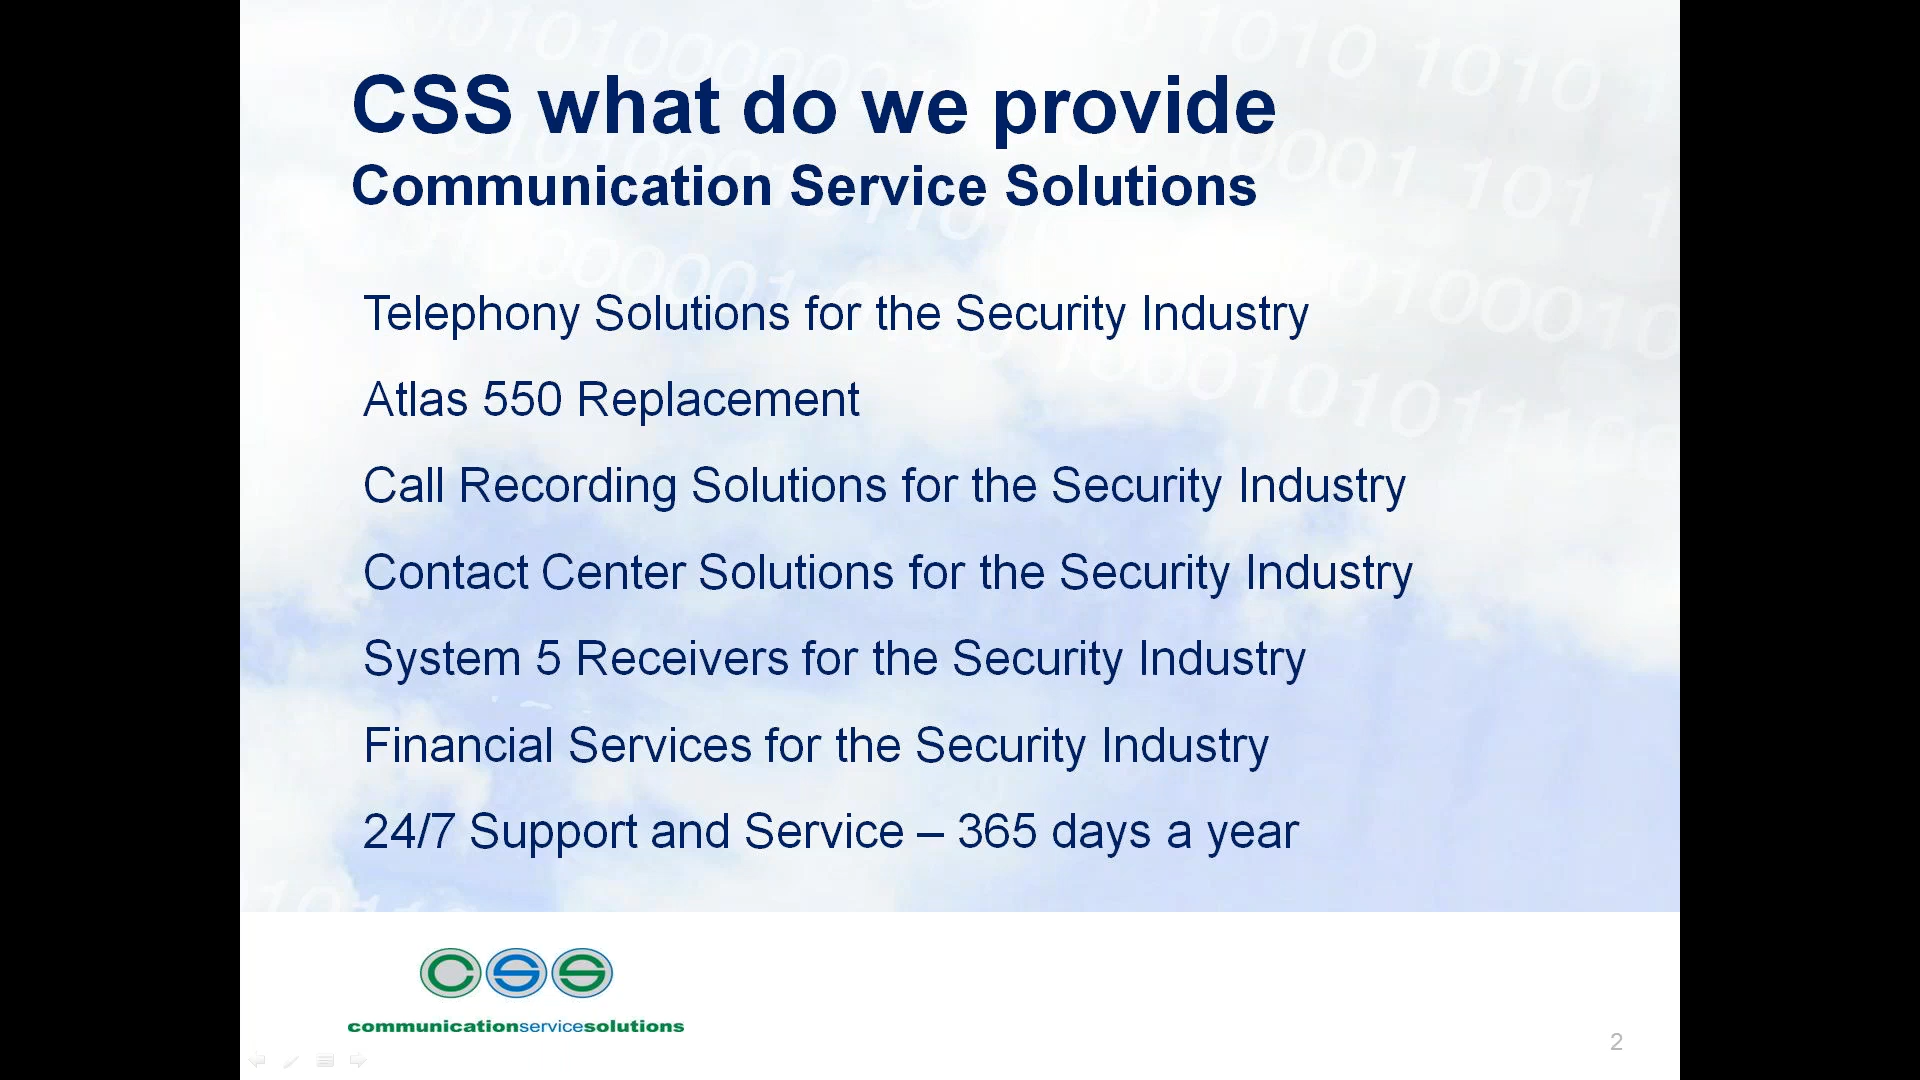 CSS what do we provide
Communication Service Solutions
Telephony Solutions for the Security Industry
Atlas 550 Replacement
Call Recording Solutions for the Security Industry
Contact Center Solutions for the Security Industry
System 5 Receivers for the Security Industry
Financial Services for the Security Industry
24/7 Support and Service – 365 days a year
CSS
communicationservicesolutions
2